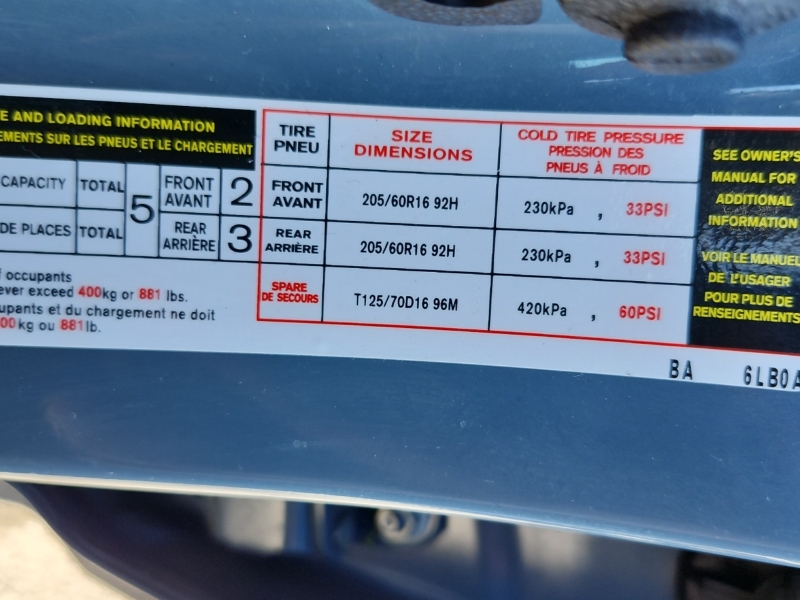 E AND LOADING INFORMATION
EMENTS SUR LES PNEUS ET LE CHARGEMENT
CAPACITY TOTAL 5 FRONT AVANT 2
DE PLACES TOTAL REAR ARRIÈRE 3
f occupants
ever exceed 400kg or 881 lbs.
upants et du chargement ne doit
00kg ou 881lb.
TIRE PNEU SIZE DIMENSIONS COLD TIRE PRESSURE PRESSION DES PNEUS À FROID
FRONT AVANT 205/60R16 92H 230kPa , 33PSI
REAR ARRIÈRE 205/60R16 92H 230kPa , 33PSI
SPARE DE SECOURS T125/70D16 96M 420kPa , 60PSI
SEE OWNER'S
MANUAL FOR
ADDITIONAL
INFORMATION
VOIR LE MANUEL
DE L'USAGER
POUR PLUS DE
RENSEIGNEMENTS
BA 6LB0A